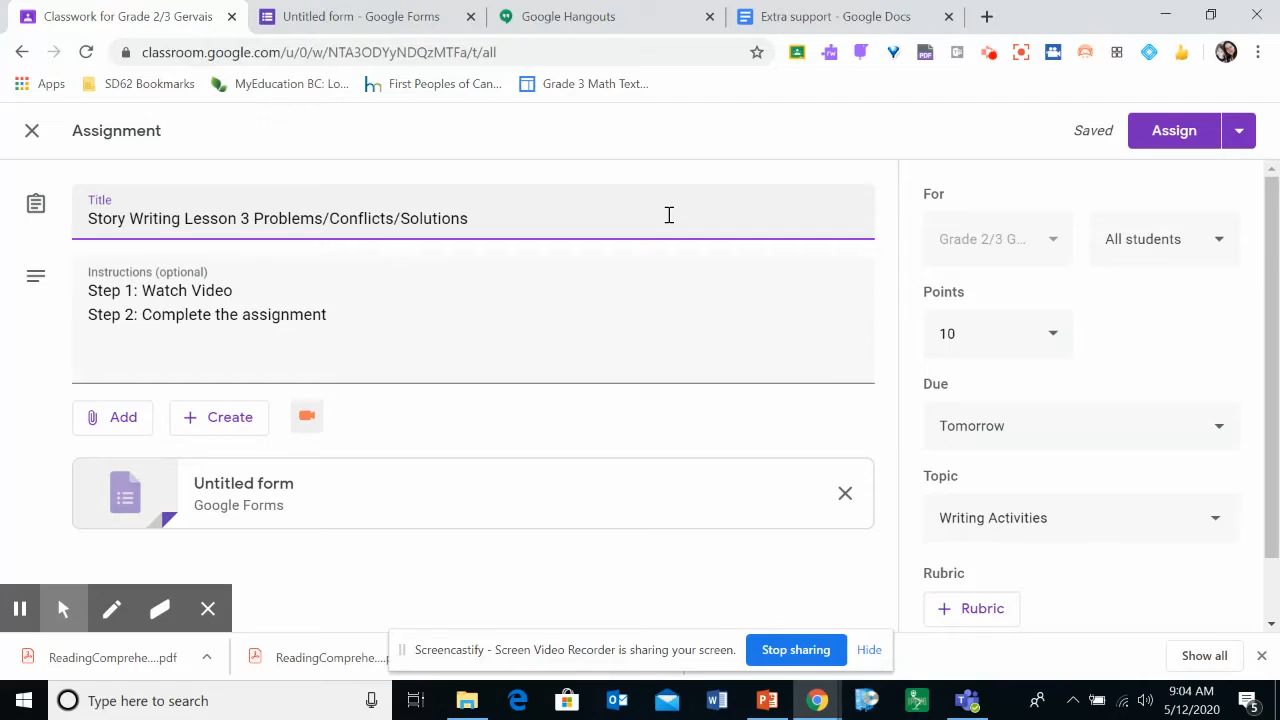 Classwork for Grade 2/3 Gervais
Untitled form - Google Forms
Google Hangouts
Extra support - Google Docs
classroom.google.com/u/0/w/NTA3ODYyNDQzMTFa/t/all
Apps
SD62 Bookmarks
MyEducation BC: Lo...
First Peoples of Can...
Grade 3 Math Text...
Assignment
Saved
Assign
Title
Story Writing Lesson 3 Problems/Conflicts/Solutions
Instructions (optional)
Step 1: Watch Video
Step 2: Complete the assignment
Add
Create
Untitled form
Google Forms
For
Grade 2/3 G...
All students
Points
10
Due
Tomorrow
Topic
Writing Activities
Rubric
Rubric
ReadingComprehe....pdf
ReadingComprehe....p
Screencastify - Screen Video Recorder is sharing your screen.
Stop sharing
Hide
Show all
Type here to search
9:04 AM
5/12/2020
5